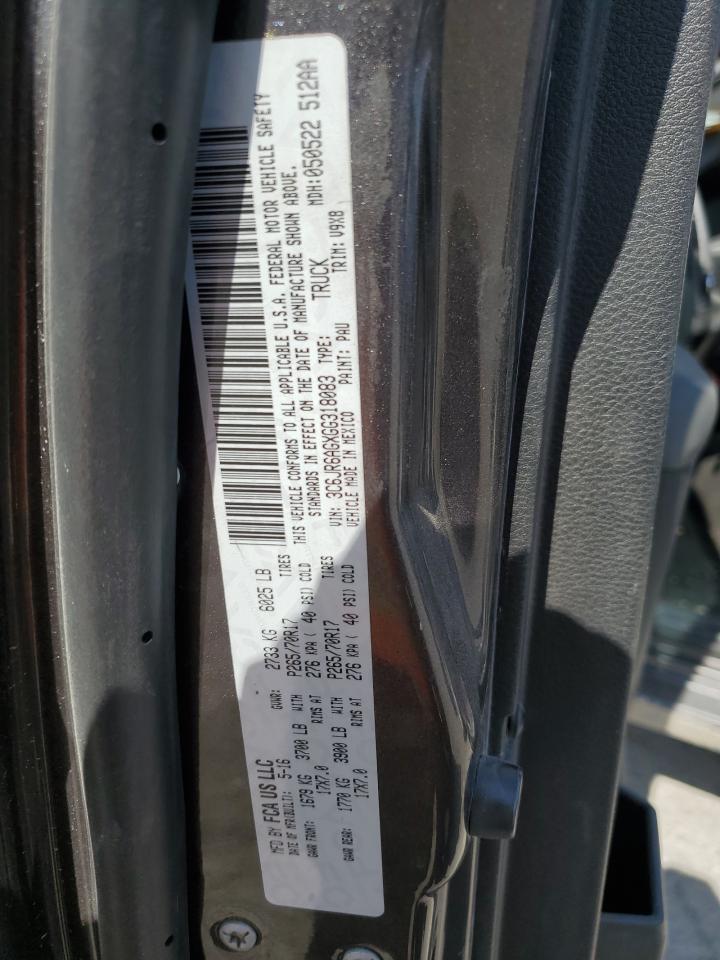 MFD BY FCA US LLC
DATE OF MFR(BUILT): 5-16
GVWR: 2733 KG 6025 LB
GAWR FRONT: 1679 KG 3700 LB WITH P265/70R17 TIRES
17X7.0 RIMS AT 276 KPA ( 40 PSI) COLD
GAWR REAR: 1770 KG 3900 LB WITH P265/70R17 TIRES
17X7.0 RIMS AT 276 KPA ( 40 PSI) COLD
THIS VEHICLE CONFORMS TO ALL APPLICABLE U.S.A. FEDERAL MOTOR VEHICLE SAFETY
STANDARDS IN EFFECT ON THE DATE OF MANUFACTURE SHOWN ABOVE.
VIN: 3C6JR6AGXGG318083 TYPE: TRUCK MDH:050522 512AA
VEHICLE MADE IN MEXICO PAINT: PAU TRIM: V9X8